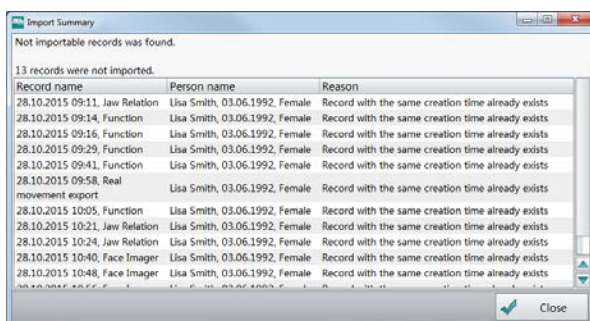 Import Summary
Not importable records was found.
13 records were not imported.
Record name Person name Reason
28.10.2015 09:11, Jaw Relation Lisa Smith, 03.06.1992, Female Record with the same creation time already exists
28.10.2015 09:14, Function Lisa Smith, 03.06.1992, Female Record with the same creation time already exists
28.10.2015 09:16, Function Lisa Smith, 03.06.1992, Female Record with the same creation time already exists
28.10.2015 09:29, Function Lisa Smith, 03.06.1992, Female Record with the same creation time already exists
28.10.2015 09:41, Function Lisa Smith, 03.06.1992, Female Record with the same creation time already exists
28.10.2015 09:58, Real
movement export Lisa Smith, 03.06.1992, Female Record with the same creation time already exists
28.10.2015 10:05, Function Lisa Smith, 03.06.1992, Female Record with the same creation time already exists
28.10.2015 10:21, Jaw Relation Lisa Smith, 03.06.1992, Female Record with the same creation time already exists
28.10.2015 10:24, Jaw Relation Lisa Smith, 03.06.1992, Female Record with the same creation time already exists
28.10.2015 10:40, Face Imager Lisa Smith, 03.06.1992, Female Record with the same creation time already exists
28.10.2015 10:48, Face Imager Lisa Smith, 03.06.1992, Female Record with the same creation time already exists
Close